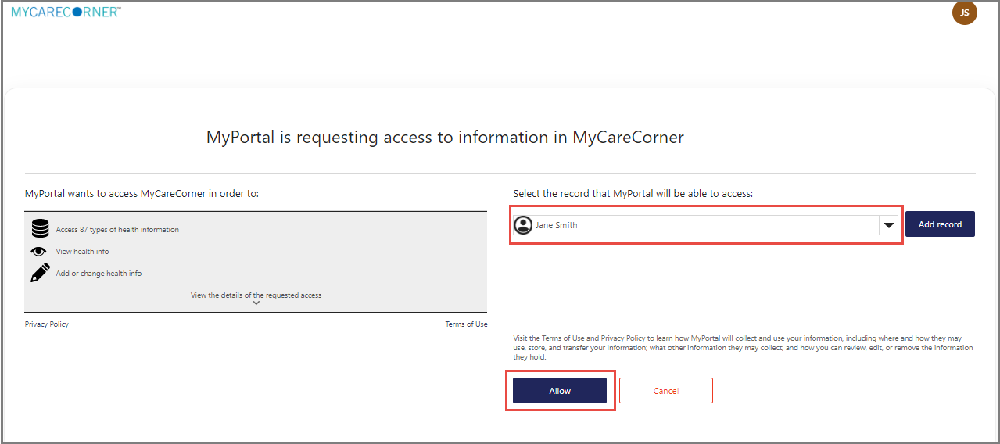 MYCARECORNER™
JS
MyPortal is requesting access to information in MyCareCorner
MyPortal wants to access MyCareCorner in order to:
Access 87 types of health information
View health info
Add or change health info
View the details of the requested access
Privacy Policy
Terms of Use
Select the record that MyPortal will be able to access:
Jane Smith
Add record
Visit the Terms of Use and Privacy Policy to learn how MyPortal will collect and use your information, including where and how they may
use, store, and transfer your information; what other information they may collect; and how you can review, edit, or remove the information
they hold.
Allow
Cancel